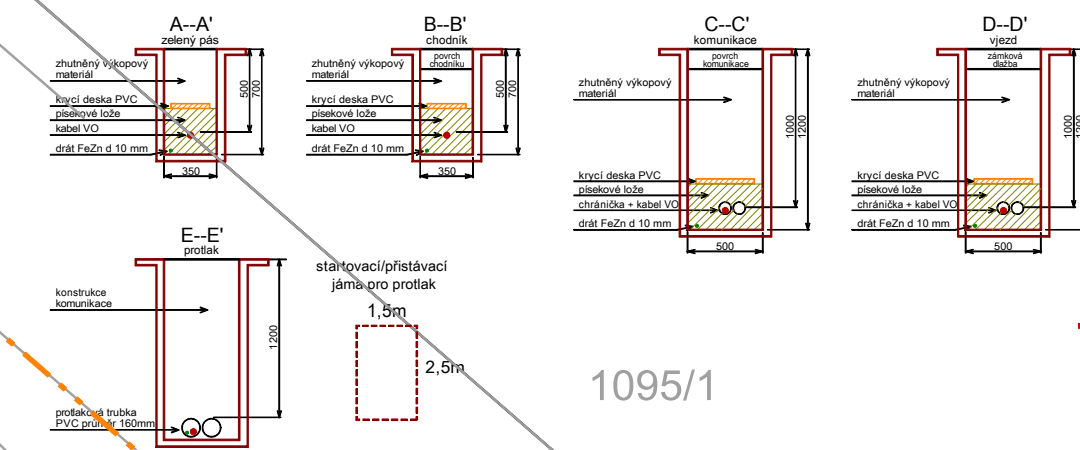 A--A'
zelený pás
zhutněný výkopový
materiál
krycí deska PVC
pískové lože
kabel VO
drát FeZn d 10 mm
500
700
350
B--B'
chodník
povrch
chodníku
zhutněný výkopový
materiál
krycí deska PVC
pískové lože
kabel VO
drát FeZn d 10 mm
500
700
350
C--C'
komunikace
povrch
komunikace
zhutněný výkopový
materiál
krycí deska PVC
pískové lože
chránička + kabel VO
drát FeZn d 10 mm
1000
1200
500
D--D'
vjezd
zámková
dlažba
zhutněný výkopový
materiál
krycí deska PVC
pískové lože
chránička + kabel VO
drát FeZn d 10 mm
1000
1200
500
E--E'
protlak
konstrukce
komunikace
1200
protlaková trubka
PVC průměr 160mm
startovací/přistávací
jáma pro protlak
1,5m
2,5m
1095/1